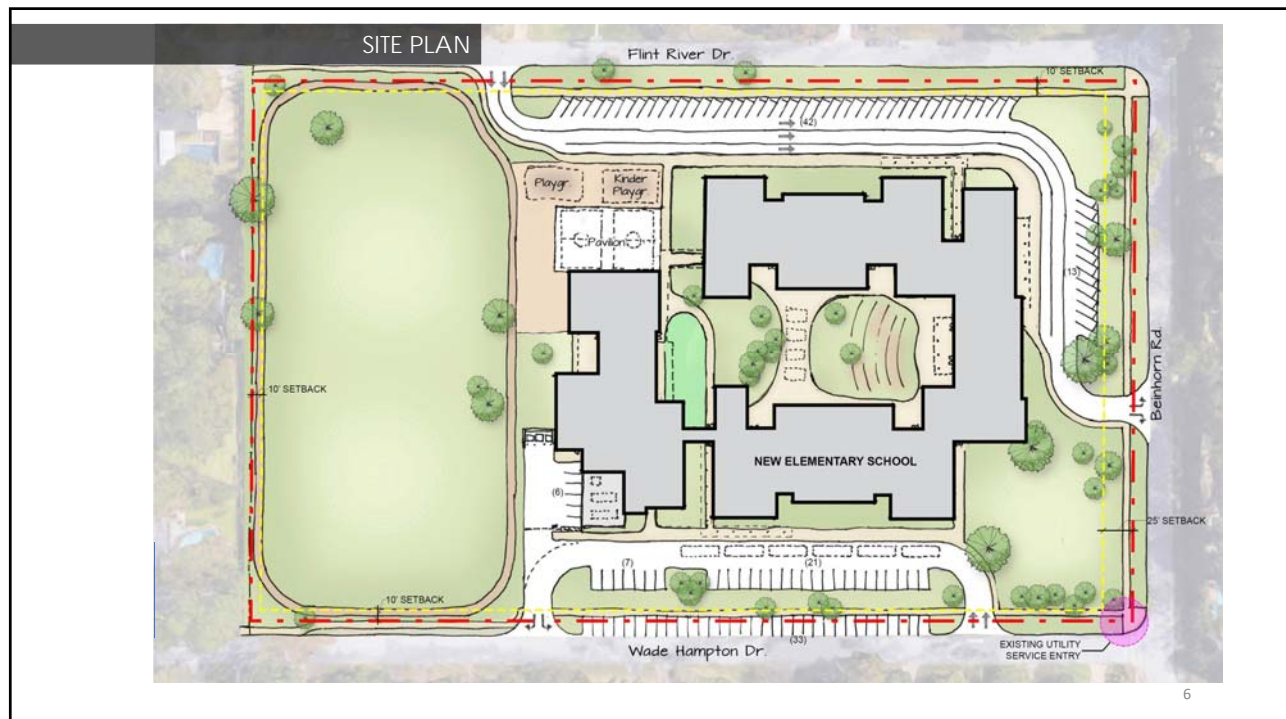 SITE PLAN
Flint River Dr.
10' SETBACK
(42)
Playgr.
Kinder
Playgr.
Pavilion
(13)
Beinhorn Rd.
10' SETBACK
NEW ELEMENTARY SCHOOL
(6)
25' SETBACK
(7)
(21)
10' SETBACK
(33)
Wade Hampton Dr.
EXISTING UTILITY
SERVICE ENTRY
6